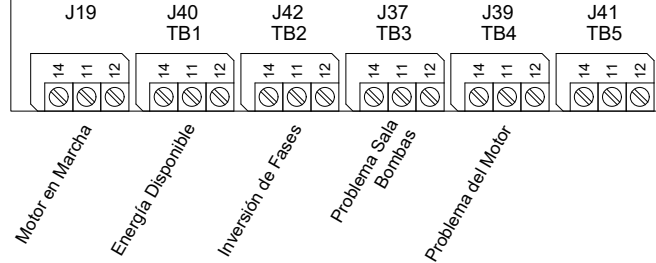 J19 J40 J42 J37 J39 J41
TB1 TB2 TB3 TB4 TB5
14 11 12 14 11 12 14 11 12 14 11 12 14 11 12 14 11 12
Motor en Marcha
Energía Disponible
Inversión de Fases
Problema Sala
Bombas
Problema del Motor